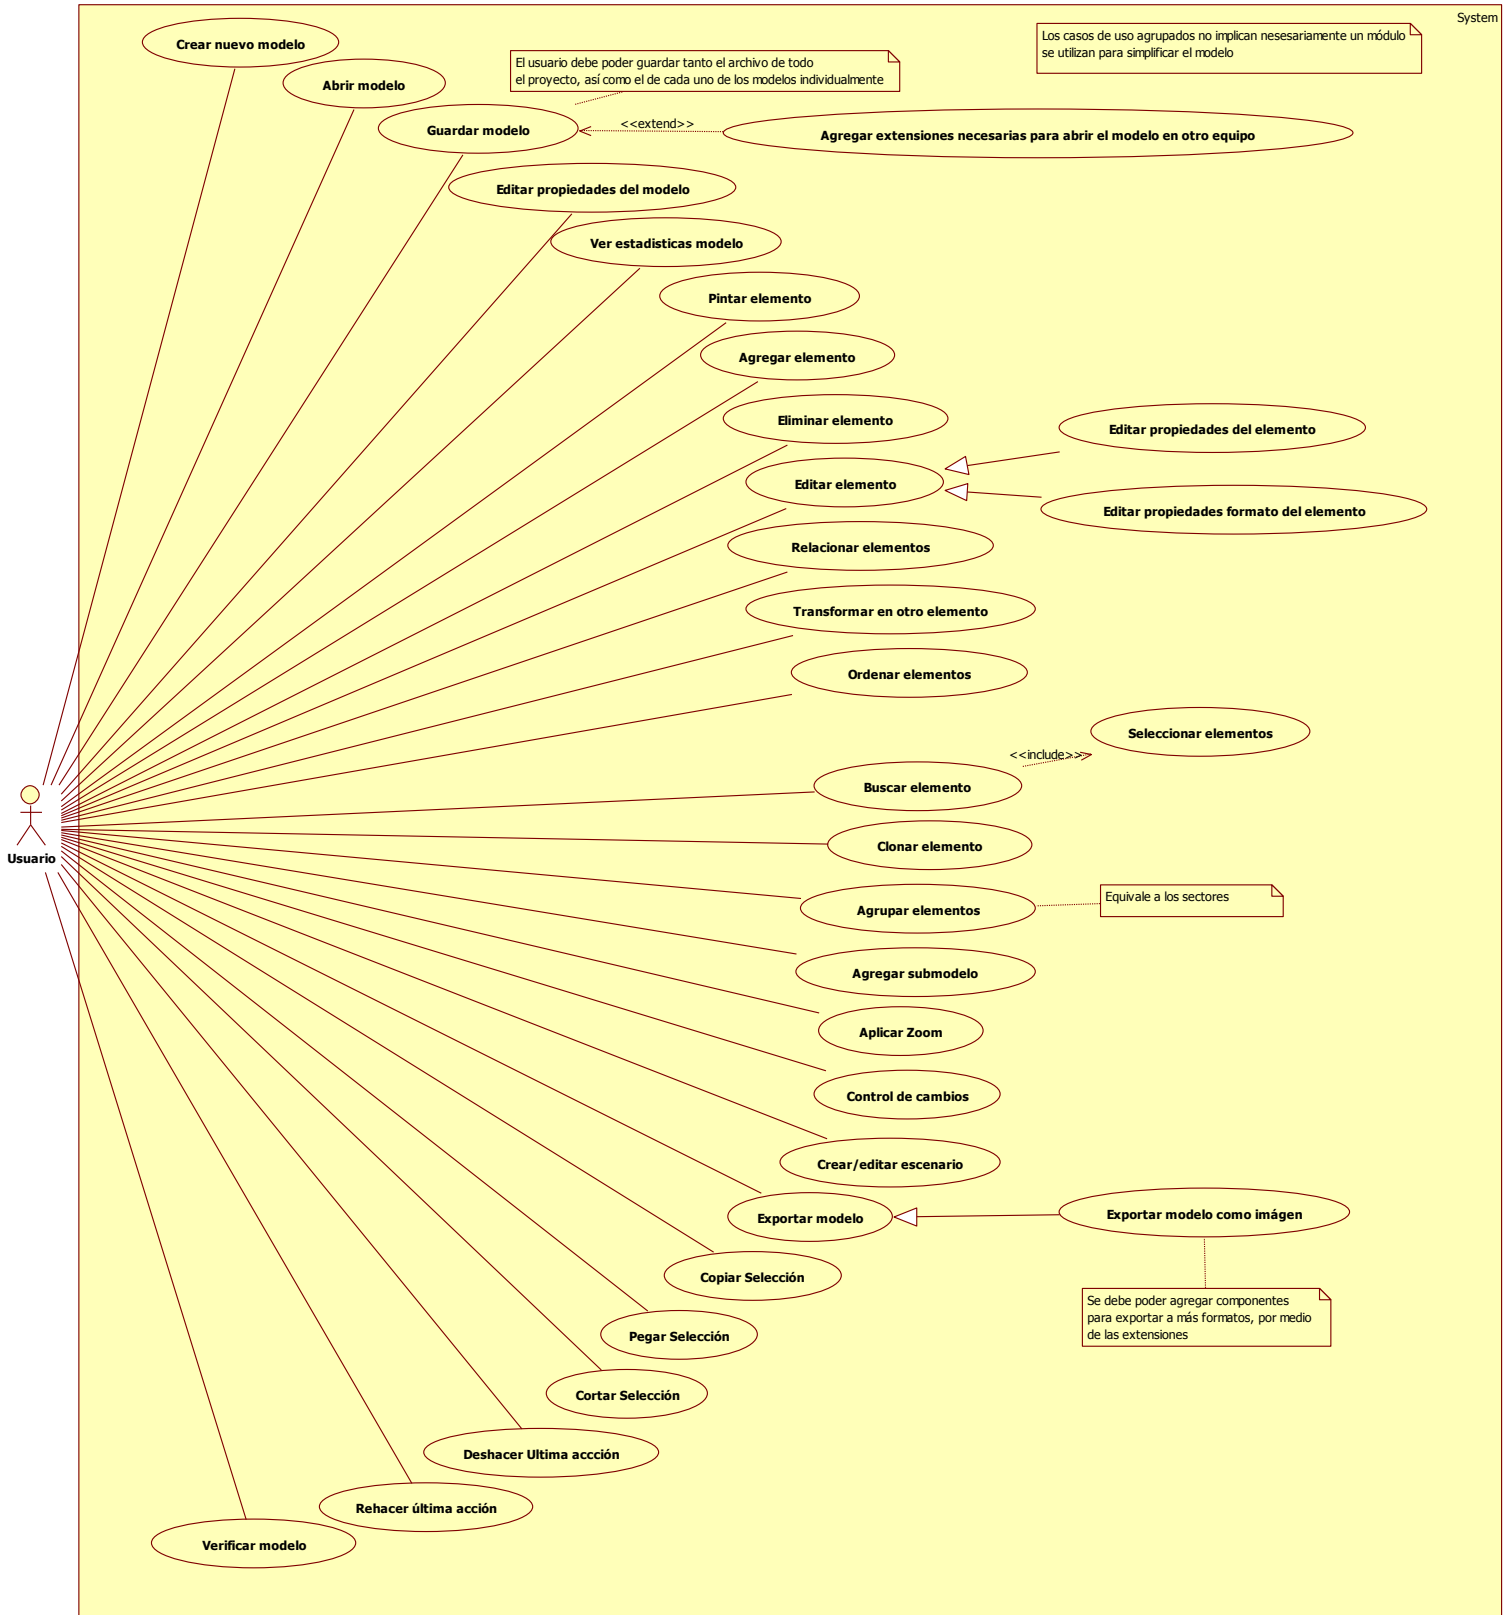 System
Crear nuevo modelo
Los casos de uso agrupados no implican nesesariamente un módulo
se utilizan para simplificar el modelo
El usuario debe poder guardar tanto el archivo de todo
el proyecto, así como el de cada uno de los modelos individualmente
Abrir modelo
Guardar modelo
<<extend>>
Agregar extensiones necesarias para abrir el modelo en otro equipo
Editar propiedades del modelo
Ver estadisticas modelo
Pintar elemento
Agregar elemento
Eliminar elemento
Editar propiedades del elemento
Editar elemento
Editar propiedades formato del elemento
Relacionar elementos
Transformar en otro elemento
Ordenar elementos
Seleccionar elementos
<<include>>
Buscar elemento
Clonar elemento
Usuario
Equivale a los sectores
Agrupar elementos
Agregar submodelo
Aplicar Zoom
Control de cambios
Crear/editar escenario
Exportar modelo
Exportar modelo como imágen
Copiar Selección
Se debe poder agregar componentes
para exportar a más formatos, por medio
de las extensiones
Pegar Selección
Cortar Selección
Deshacer Ultima accción
Rehacer última acción
Verificar modelo